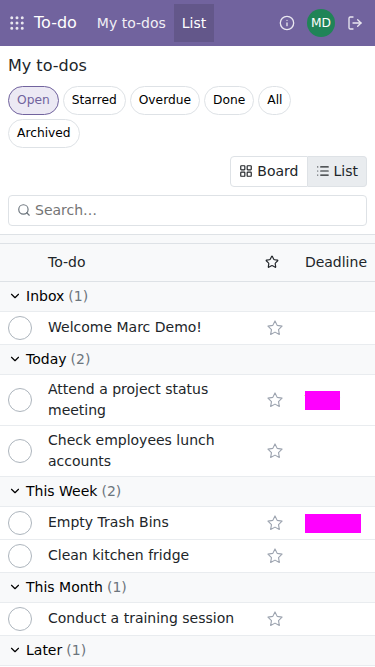 To-do My to-dos List MD
My to-dos
Open Starred Overdue Done All
Archived
Board List
Search...
To-do Deadline
Inbox (1)
Welcome Marc Demo!
Today (2)
Attend a project status
meeting
Check employees lunch
accounts
This Week (2)
Empty Trash Bins
Clean kitchen fridge
This Month (1)
Conduct a training session
Later (1)